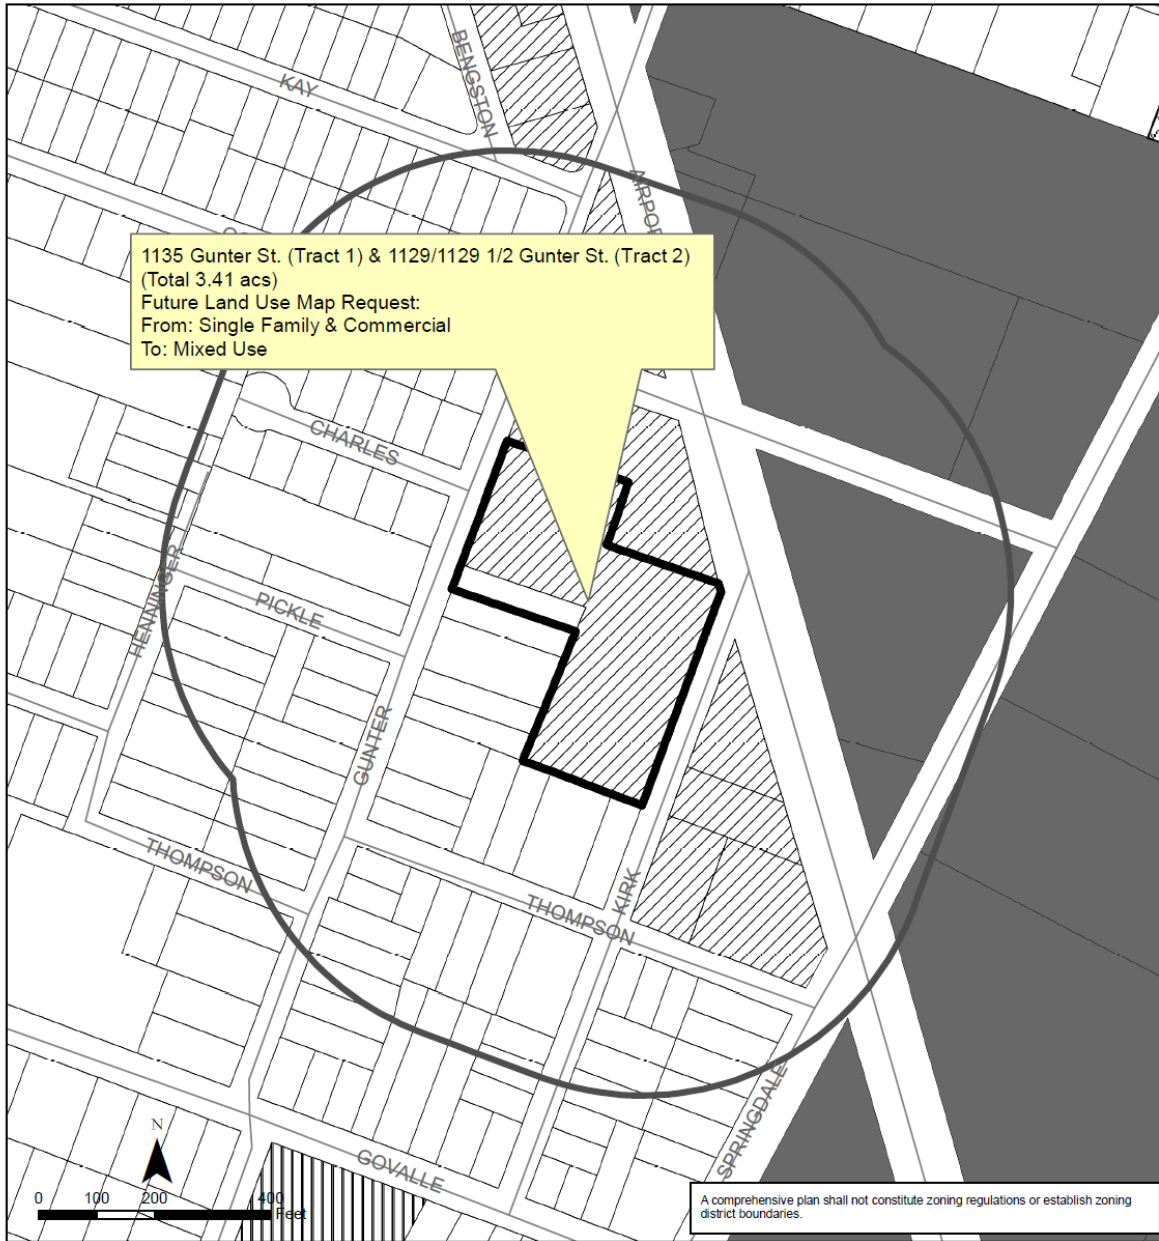 KAY
BENGSTON
1135 Gunter St. (Tract 1) & 1129/1129 1/2 Gunter St. (Tract 2)
(Total 3.41 acs)
Future Land Use Map Request:
From: Single Family & Commercial
To: Mixed Use
CHARLES
HENNINGER
PICKLE
GUNTER
THOMPSON
KIRK
THOMPSON
SPRINGDALE
GOVALLE
N
0 100 200 400
Feet
A comprehensive plan shall not constitute zoning regulations or establish zoning
district boundaries.